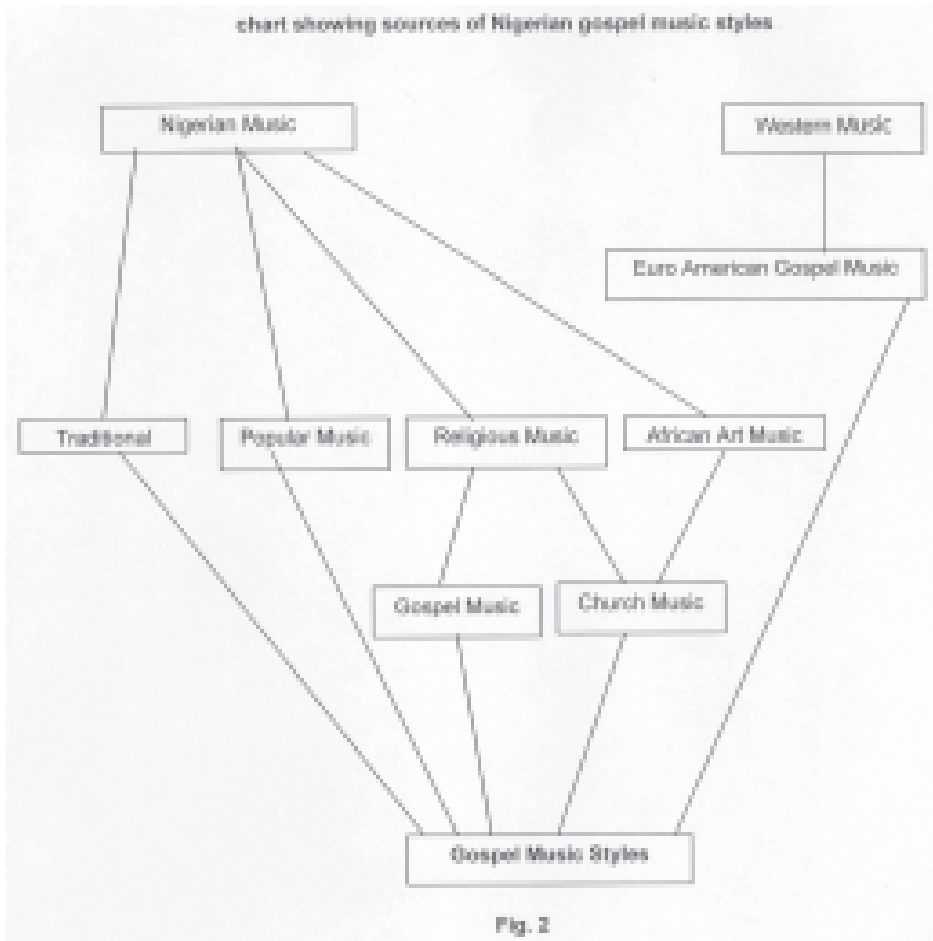 chart showing sources of Nigerian gospel music styles
Nigerian Music
Western Music
Euro American Gospel Music
Traditional
Popular Music
Religious Music
African Art Music
Gospel Music
Church Music
Gospel Music Styles
Fig. 2